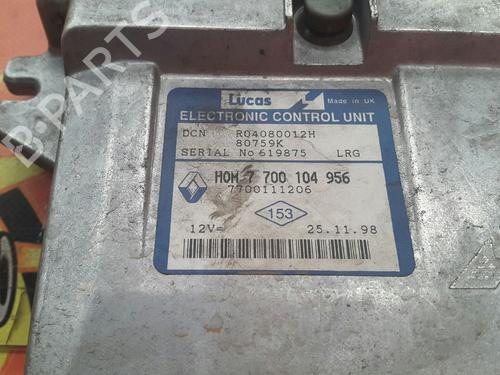 Lucas Made in UK
ELECTRONIC CONTROL UNIT
DCN R04080012H
80759K
SERIAL No 619875 LRG
HOM 7 700 104 956
7700111206
153
12V= 25.11.98
B-PARTS